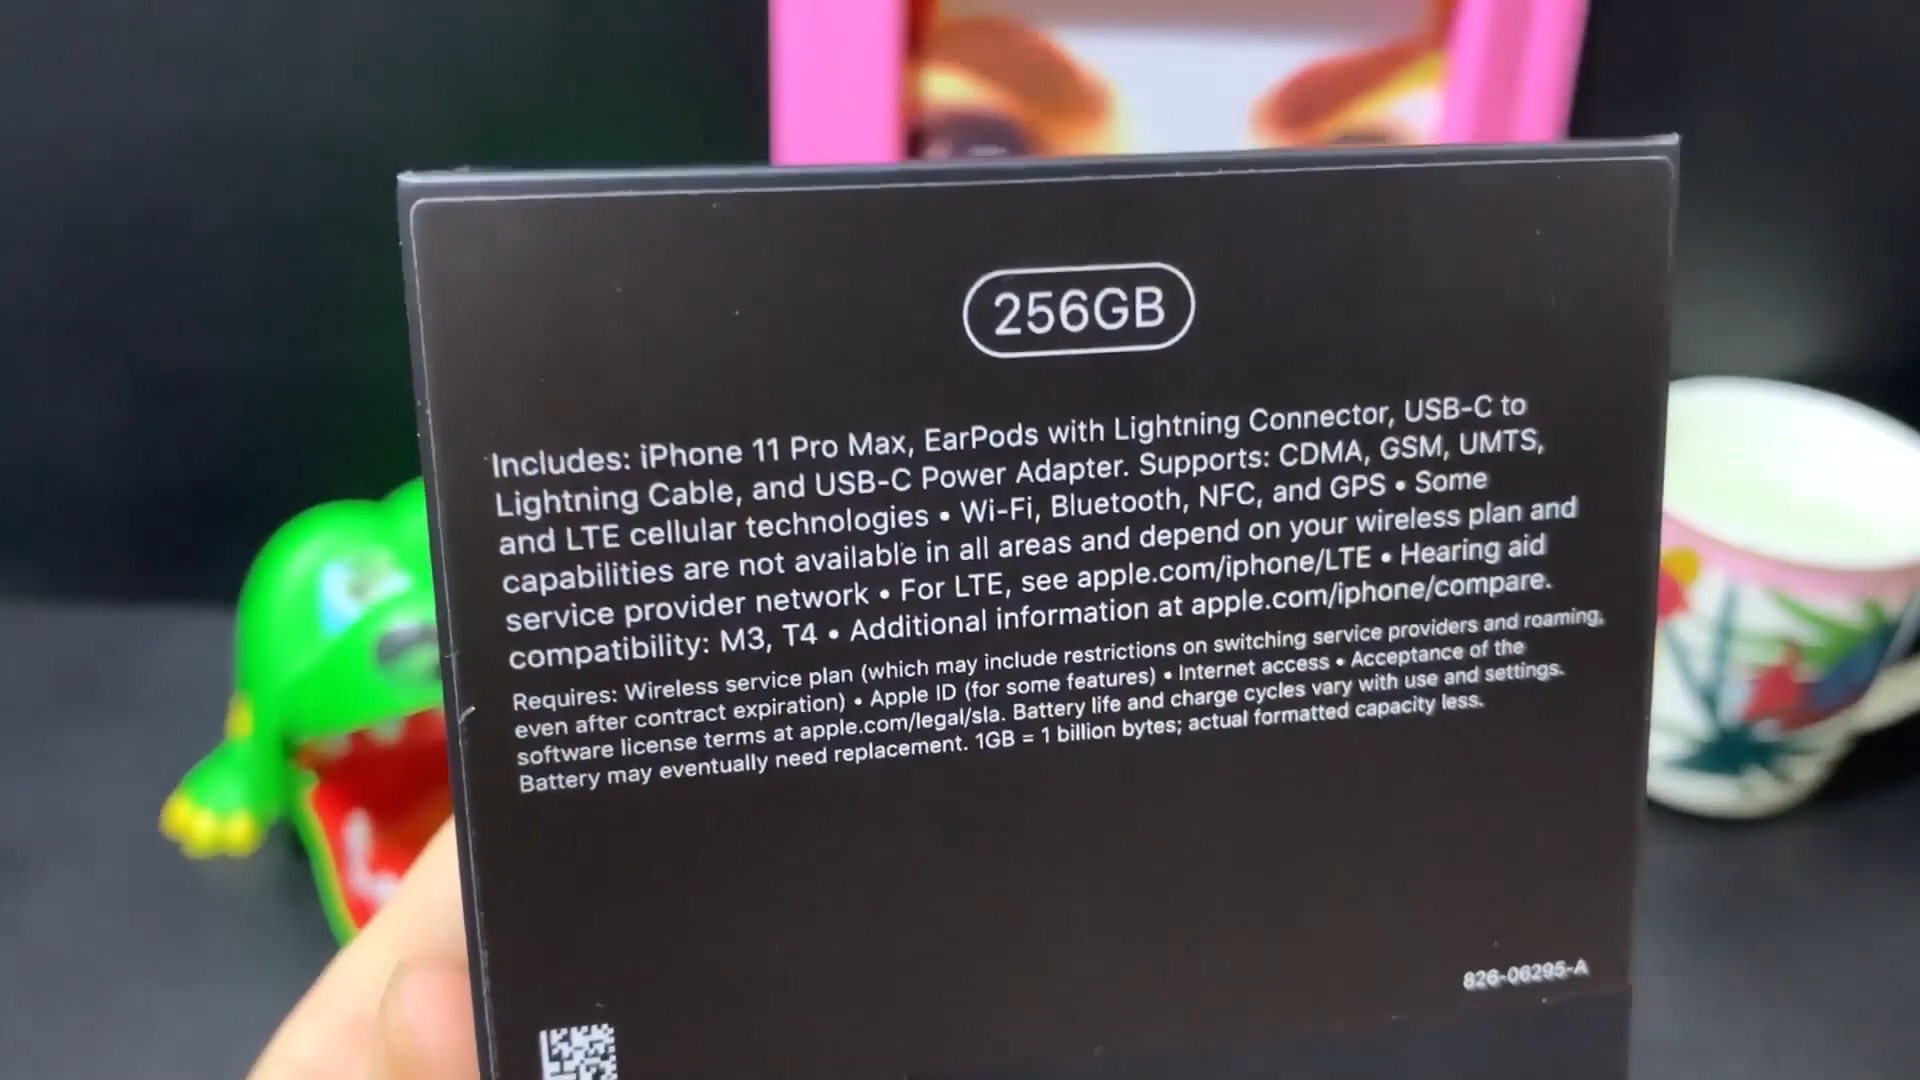 256GB
Includes: iPhone 11 Pro Max, EarPods with Lightning Connector, USB-C to
Lightning Cable, and USB-C Power Adapter. Supports: CDMA, GSM, UMTS,
and LTE cellular technologies • Wi-Fi, Bluetooth, NFC, and GPS • Some
capabilities are not available in all areas and depend on your wireless plan and
service provider network • For LTE, see apple.com/iphone/LTE • Hearing aid
compatibility: M3, T4 • Additional information at apple.com/iphone/compare.
Requires: Wireless service plan (which may include restrictions on switching service providers and roaming,
even after contract expiration) • Apple ID (for some features) • Internet access • Acceptance of the
software license terms at apple.com/legal/sla. Battery life and charge cycles vary with use and settings.
Battery may eventually need replacement. 1GB = 1 billion bytes; actual formatted capacity less.
826-06295-A